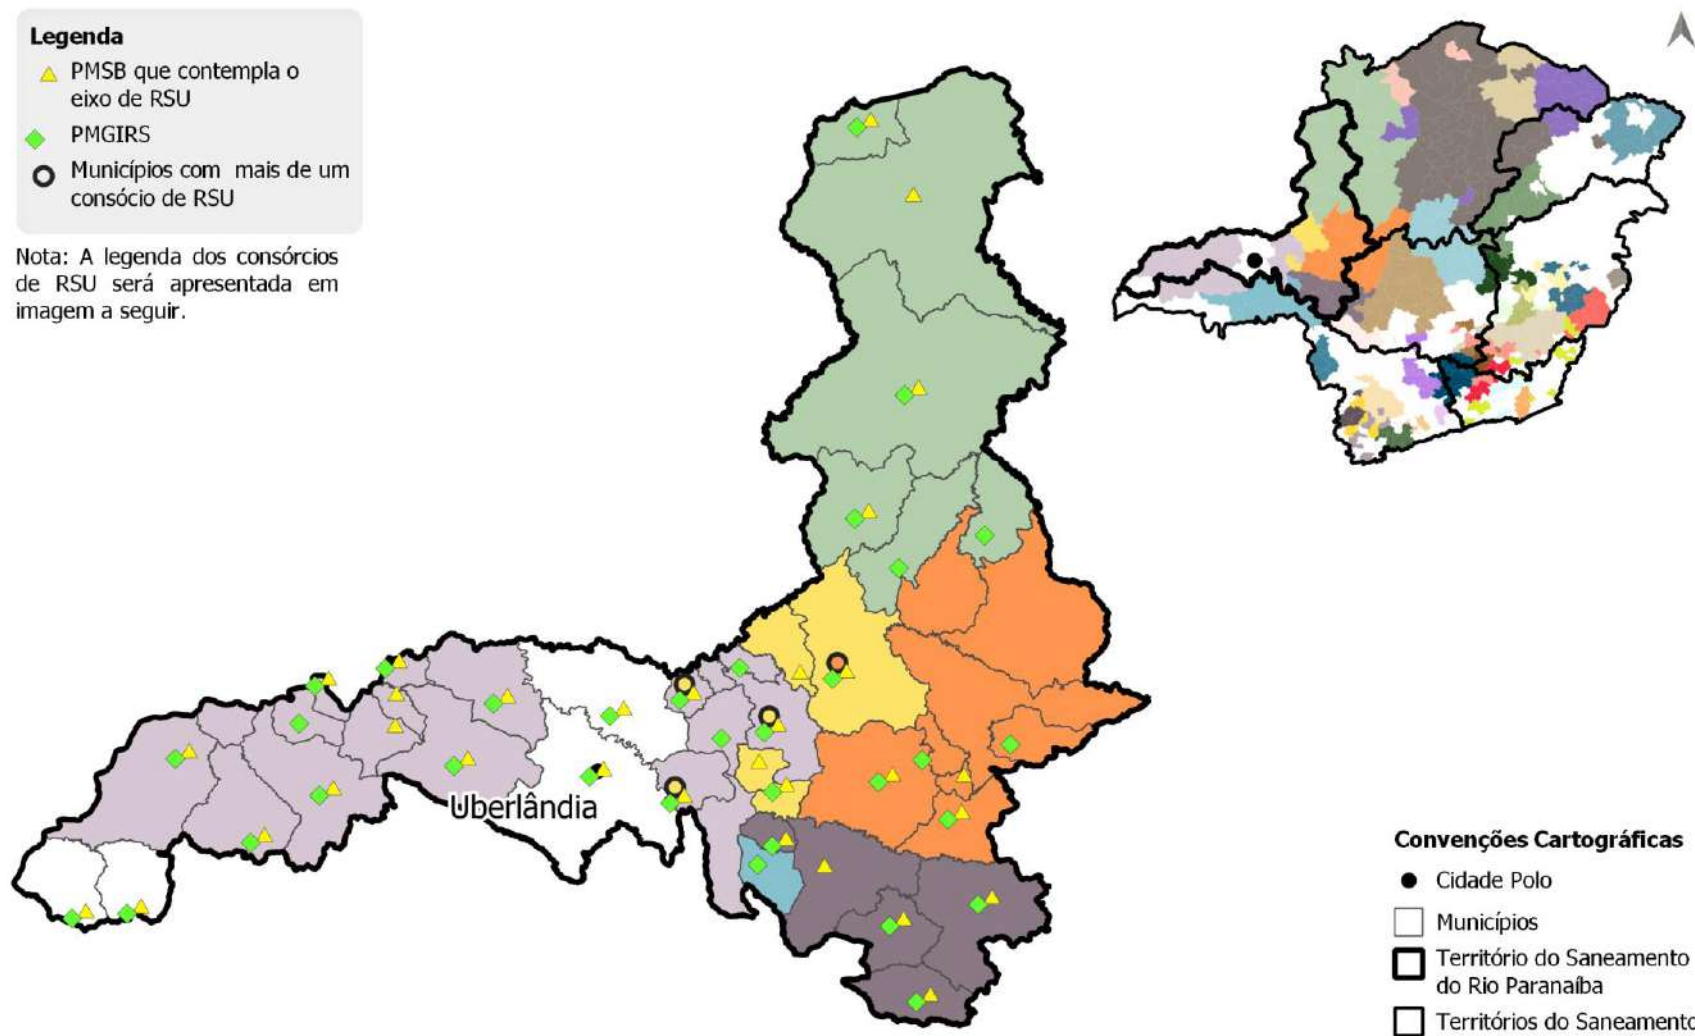 Legenda
PMSB que contempla o
eixo de RSU
PMGIRS
Municípios com mais de um
consócio de RSU
Nota: A legenda dos consórcios
de RSU será apresentada em
imagem a seguir.
Uberlândia
Convenções Cartográficas
Cidade Polo
Municípios
Território do Saneamento
do Rio Paranaíba
Territórios do Saneamento